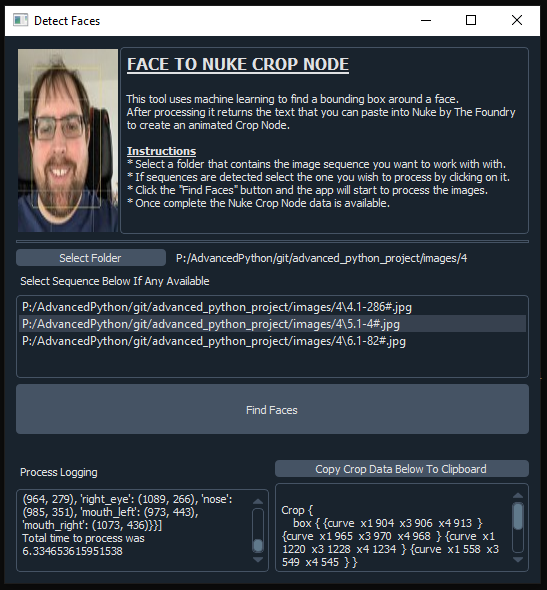 Detect Faces
FACE TO NUKE CROP NODE
This tool uses machine learning to find a bounding box around a face.
After processing it returns the text that you can paste into Nuke by The Foundry
to create an animated Crop Node.
Instructions
* Select a folder that contains the image sequence you want to work with with.
* If sequences are detected select the one you wish to process by clicking on it.
* Click the "Find Faces" button and the app will start to process the images.
* Once complete the Nuke Crop Node data is available.
Select Folder
P:/AdvancedPython/git/advanced_python_project/images/4
Select Sequence Below If Any Available
P:/AdvancedPython/git/advanced_python_project/images/4\4.1-286#.jpg
P:/AdvancedPython/git/advanced_python_project/images/4\5.1-4#.jpg
P:/AdvancedPython/git/advanced_python_project/images/4\6.1-82#.jpg
Find Faces
Process Logging
(964, 279), 'right_eye': (1089, 266), 'nose':
(985, 351), 'mouth_left': (973, 443),
'mouth_right': (1073, 436)}}]
Total time to process was
6.334653615951538
Copy Crop Data Below To Clipboard
Crop {
box { {curve x1 904 x3 906 x4 913 }
{curve x1 965 x3 970 x4 968 } {curve x1
1220 x3 1228 x4 1234 } {curve x1 558 x3
549 x4 545 } }